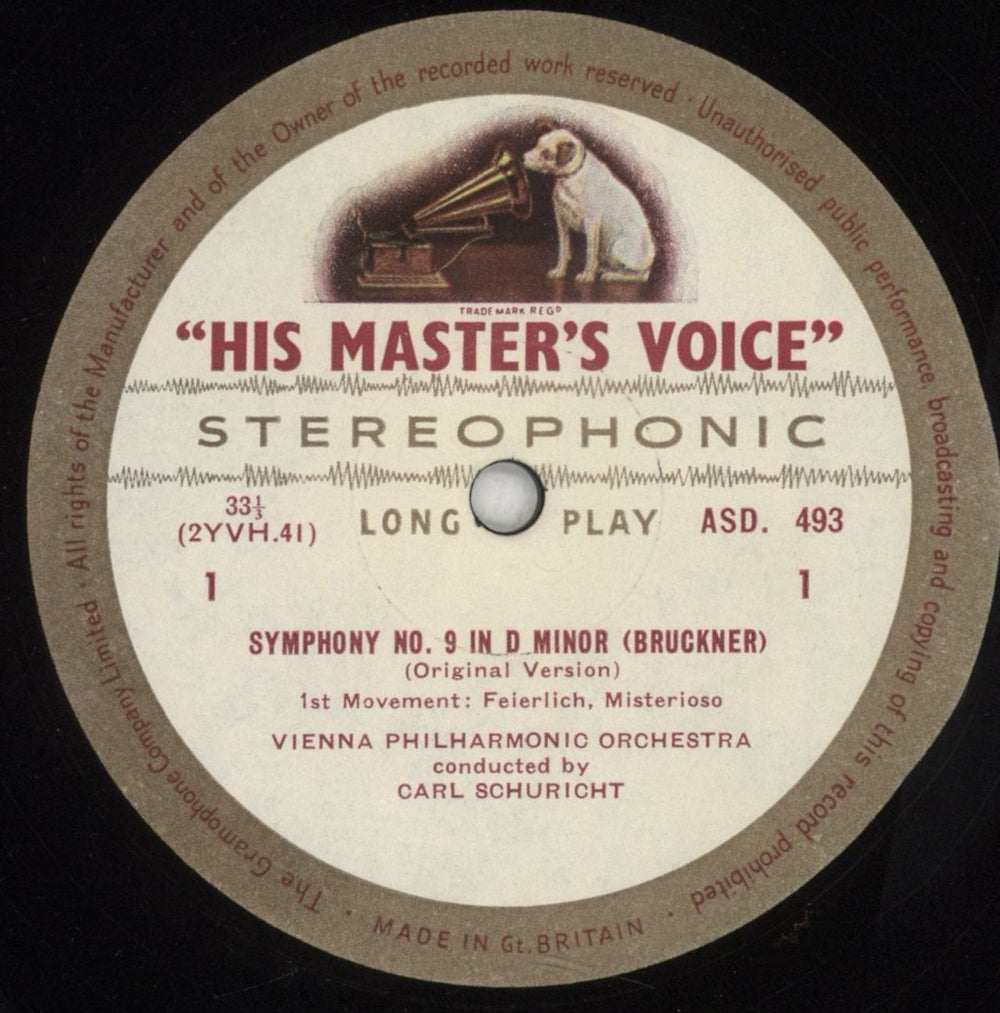 The Gramophone Company Limited · All rights of the Manufacturer and of the Owner of the recorded work reserved · Unauthorised public performance, broadcasting and copying of this record prohibited ·
TRADE MARK REGD
“HIS MASTER'S VOICE”
STEREOPHONIC
33⅓
(2YVH.41)
LONG PLAY
ASD. 493
1
1
SYMPHONY NO. 9 IN D MINOR (BRUCKNER)
(Original Version)
1st Movement: Feierlich, Misterioso
VIENNA PHILHARMONIC ORCHESTRA
conducted by
CARL SCHURICHT
· MADE IN Gt. BRITAIN ·